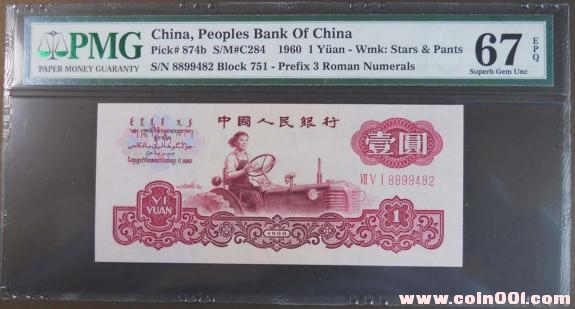 PMG
PAPER MONEY GUARANTY
China, Peoples Bank Of China
Pick# 874b S/M#C284 1960 1 Yüan - Wmk: Stars & Pants
S/N 8899482 Block 751 - Prefix 3 Roman Numerals
67
EPQ
Superb Gem Unc
中國人民銀行
壹圓
VII V I 8899482
YI
YUAN
1960
1
www.coin001.com